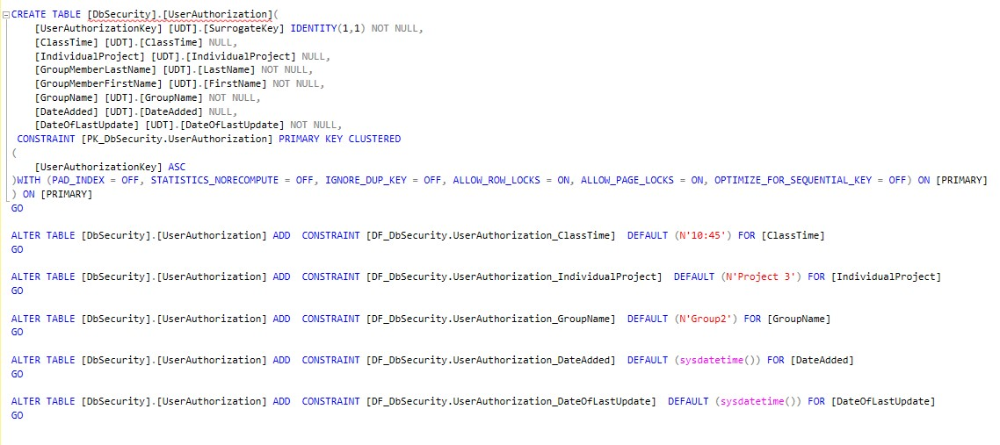 CREATE TABLE [DbSecurity].[UserAuthorization](
    [UserAuthorizationKey] [UDT].[SurrogateKey] IDENTITY(1,1) NOT NULL,
    [ClassTime] [UDT].[ClassTime] NULL,
    [IndividualProject] [UDT].[IndividualProject] NULL,
    [GroupMemberLastName] [UDT].[LastName] NOT NULL,
    [GroupMemberFirstName] [UDT].[FirstName] NOT NULL,
    [GroupName] [UDT].[GroupName] NOT NULL,
    [DateAdded] [UDT].[DateAdded] NULL,
    [DateOfLastUpdate] [UDT].[DateOfLastUpdate] NOT NULL,
 CONSTRAINT [PK_DbSecurity.UserAuthorization] PRIMARY KEY CLUSTERED
(
    [UserAuthorizationKey] ASC
)WITH (PAD_INDEX = OFF, STATISTICS_NORECOMPUTE = OFF, IGNORE_DUP_KEY = OFF, ALLOW_ROW_LOCKS = ON, ALLOW_PAGE_LOCKS = ON, OPTIMIZE_FOR_SEQUENTIAL_KEY = OFF) ON [PRIMARY]
) ON [PRIMARY]
GO
ALTER TABLE [DbSecurity].[UserAuthorization] ADD  CONSTRAINT [DF_DbSecurity.UserAuthorization_ClassTime]  DEFAULT (N'10:45') FOR [ClassTime]
GO
ALTER TABLE [DbSecurity].[UserAuthorization] ADD  CONSTRAINT [DF_DbSecurity.UserAuthorization_IndividualProject]  DEFAULT (N'Project 3') FOR [IndividualProject]
GO
ALTER TABLE [DbSecurity].[UserAuthorization] ADD  CONSTRAINT [DF_DbSecurity.UserAuthorization_GroupName]  DEFAULT (N'Group2') FOR [GroupName]
GO
ALTER TABLE [DbSecurity].[UserAuthorization] ADD  CONSTRAINT [DF_DbSecurity.UserAuthorization_DateAdded]  DEFAULT (sysdatetime()) FOR [DateAdded]
GO
ALTER TABLE [DbSecurity].[UserAuthorization] ADD  CONSTRAINT [DF_DbSecurity.UserAuthorization_DateOfLastUpdate]  DEFAULT (sysdatetime()) FOR [DateOfLastUpdate]
GO